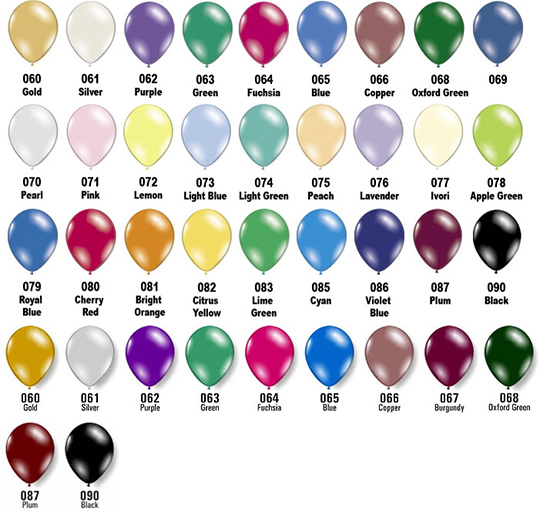 060 061 062 063 064 065 066 068 069
Gold Silver Purple Green Fuchsia Blue Copper Oxford Green
070 071 072 073 074 075 076 077 078
Pearl Pink Lemon Light Blue Light Green Peach Lavender Ivori Apple Green
079 080 081 082 083 085 086 087 090
Royal Cherry Bright Citrus Lime Cyan Violet Plum Black
Blue Red Orange Yellow Green Blue
060 061 062 063 064 065 066 067 068
Gold Silver Purple Green Fuchsia Blue Copper Burgundy Oxford Green
087 090
Plum Black